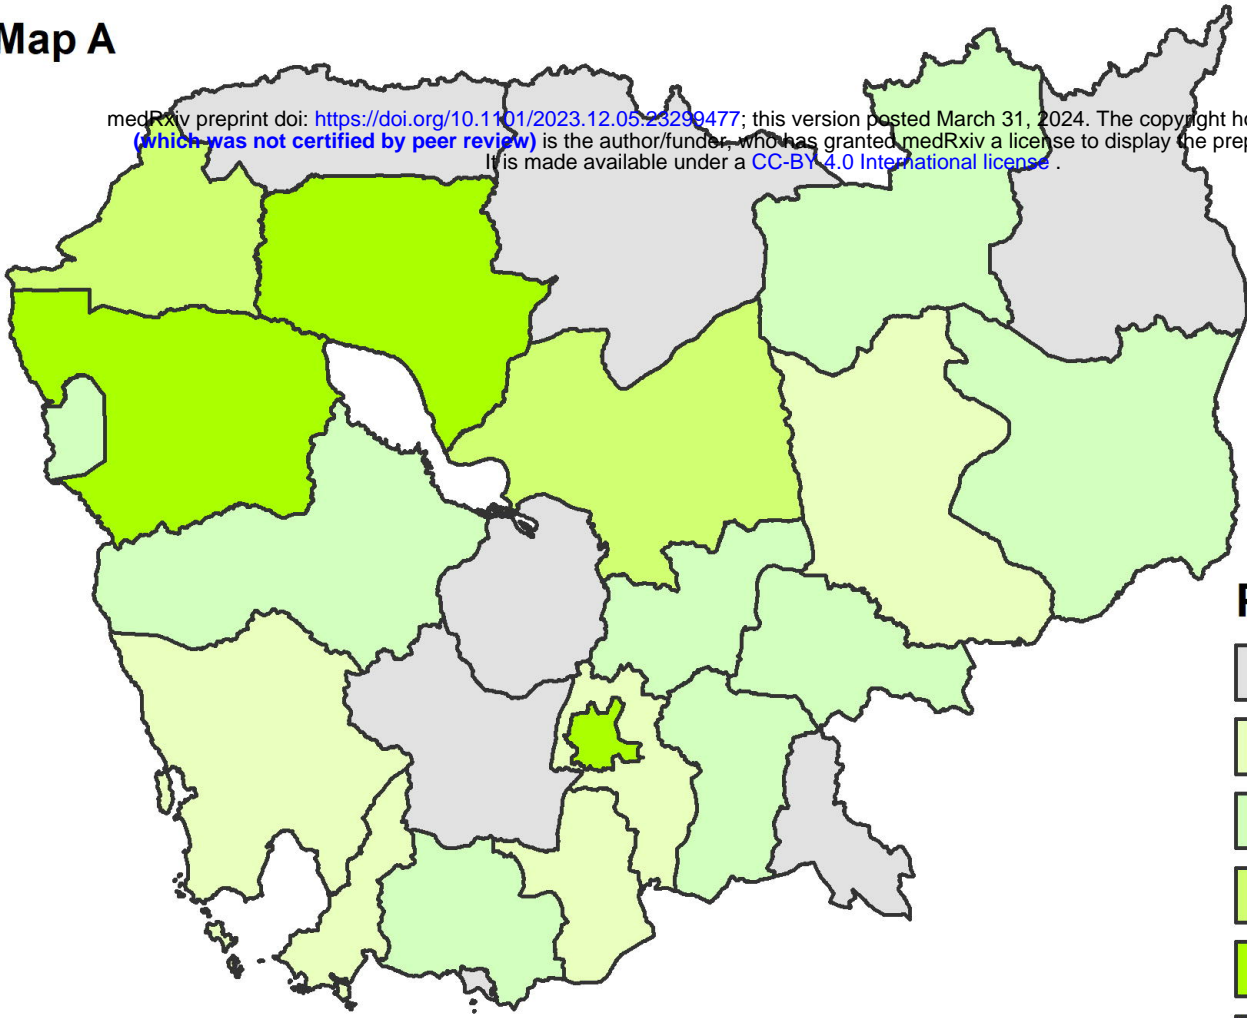 Map A
medRxiv preprint doi: https://doi.org/10.1101/2023.12.05.23299477; this version posted March 31, 2024. The copyright ho
(which was not certified by peer review) is the author/funder, who has granted medRxiv a license to display the prep
It is made available under a CC-BY 4.0 International license .